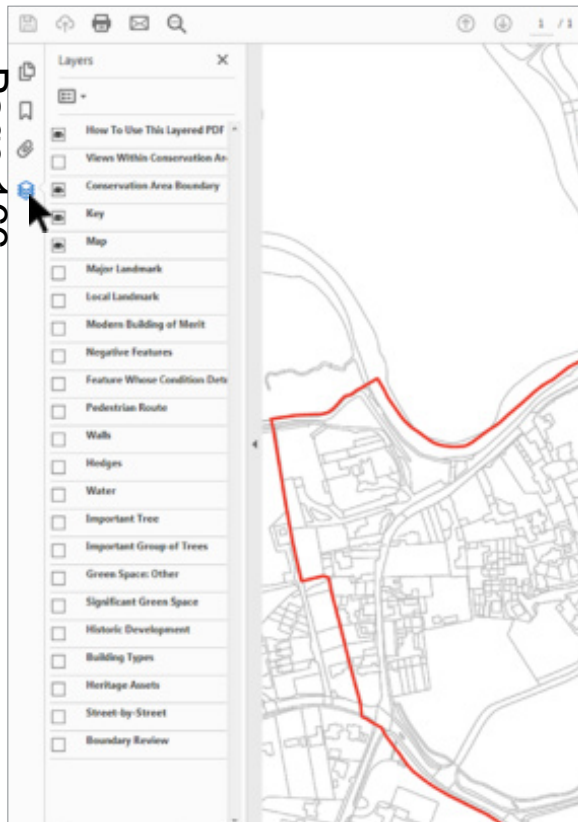 1 / 1
Layers
How To Use This Layered PDF
Views Within Conservation Are
Conservation Area Boundary
Key
Map
Major Landmark
Local Landmark
Modern Building of Merit
Negative Features
Feature Whose Condition Detr
Pedestrian Route
Walls
Hedges
Water
Important Tree
Important Group of Trees
Green Space: Other
Significant Green Space
Historic Development
Building Types
Heritage Assets
Street-by-Street
Boundary Review